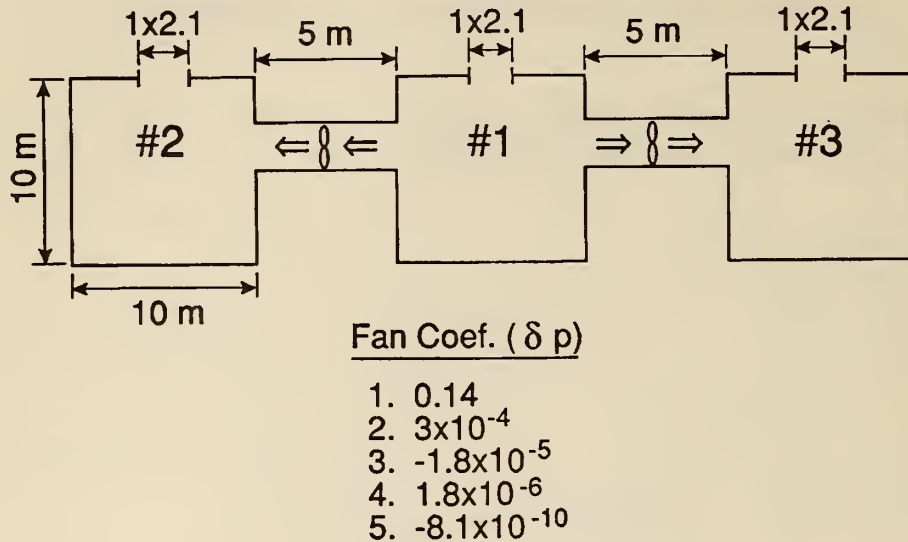 1x2.1 1x2.1 1x2.1
5 m 5 m
#2 ⇐ ⇐ #1 ⇒ ⇒ #3
10 m
10 m
Fan Coef. ( δ p)
1. 0.14
2. 3x10⁻⁴
3. -1.8x10⁻⁵
4. 1.8x10⁻⁶
5. -8.1x10⁻¹⁰